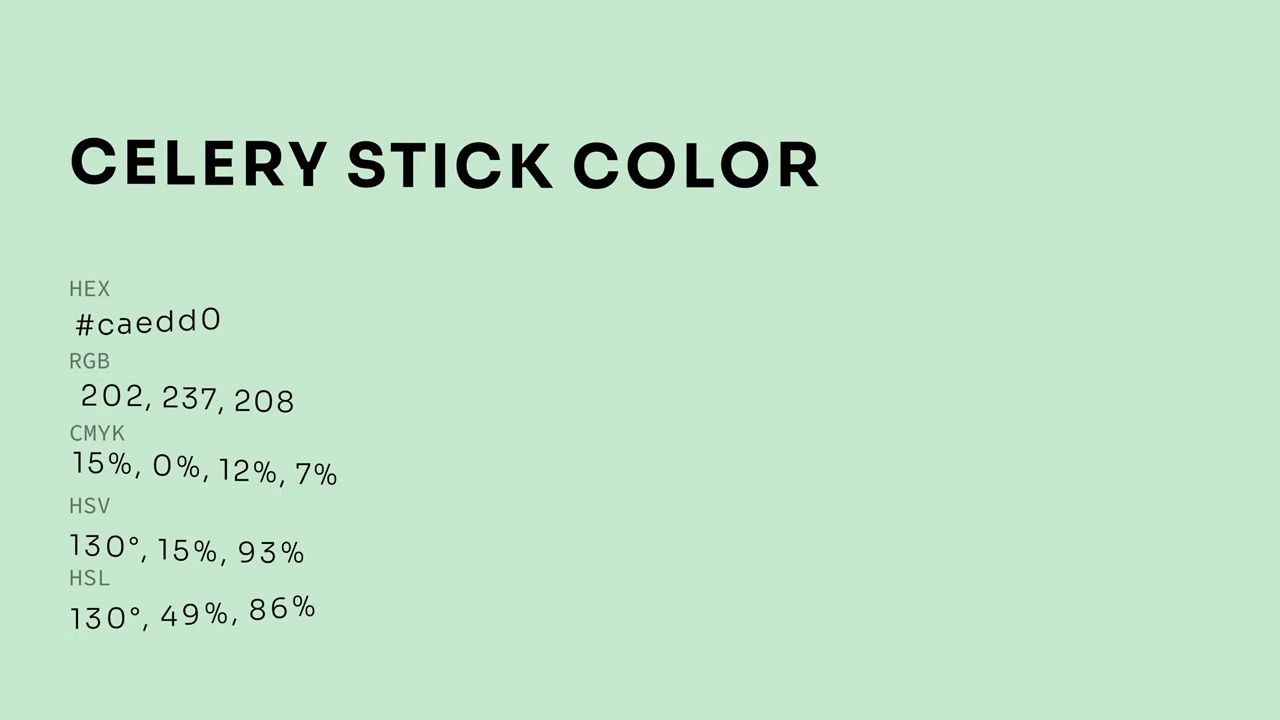 CELERY STICK COLOR
HEX
#caedd0
RGB
202, 237, 208
CMYK
15%, 0%, 12%, 7%
HSV
130°, 15%, 93%
HSL
130°, 49%, 86%